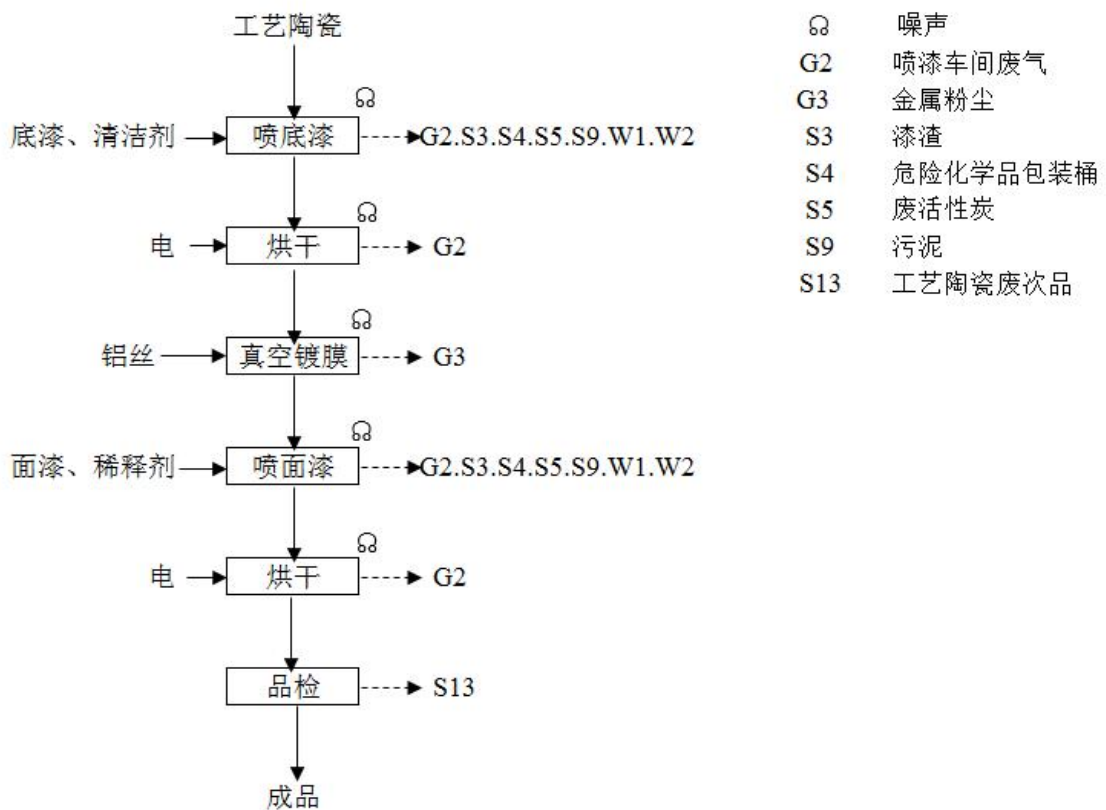 工艺陶瓷
底漆、清洁剂 喷底漆 G2.S3.S4.S5.S9.W1.W2
电 烘干 G2
铝丝 真空镀膜 G3
面漆、稀释剂 喷面漆 G2.S3.S4.S5.S9.W1.W2
电 烘干 G2
品检 S13
成品
噪声
G2 喷漆车间废气
G3 金属粉尘
S3 漆渣
S4 危险化学品包装桶
S5 废活性炭
S9 污泥
S13 工艺陶瓷废次品